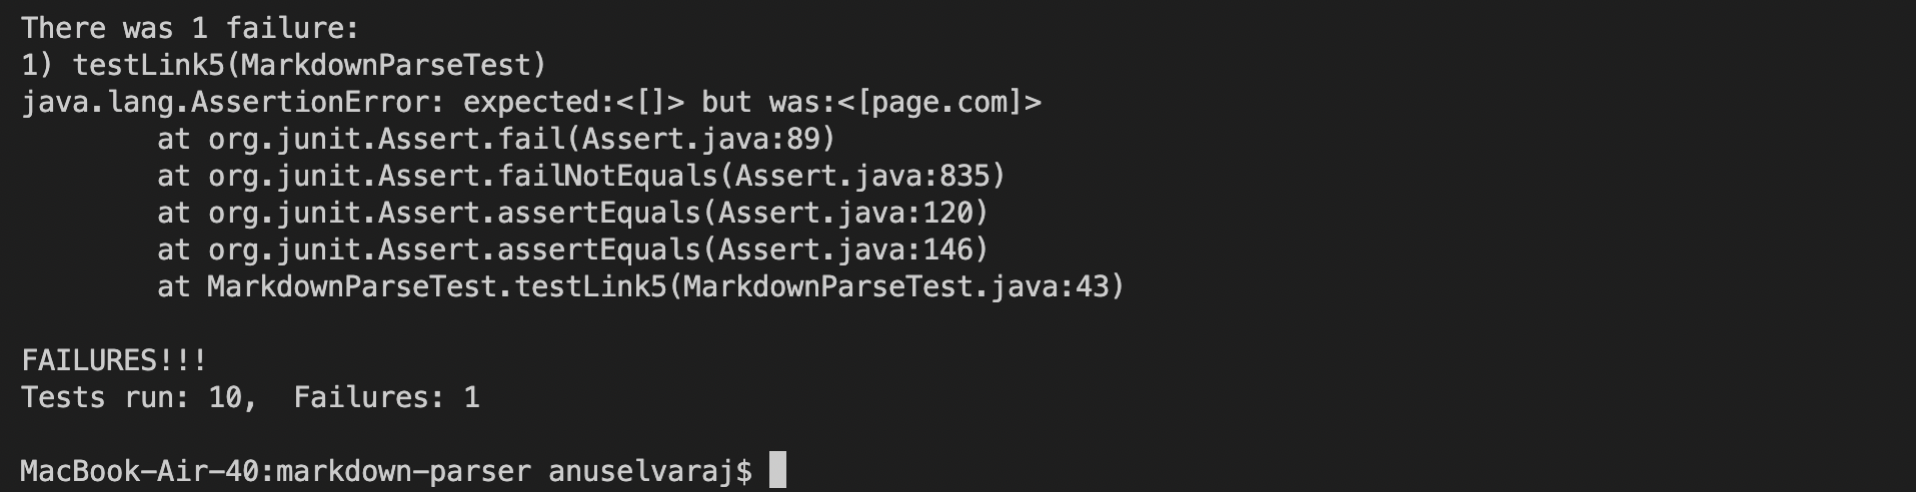 There was 1 failure:
1) testLink5(MarkdownParseTest)
java.lang.AssertionError: expected:<[]> but was:<[page.com]>
        at org.junit.Assert.fail(Assert.java:89)
        at org.junit.Assert.failNotEquals(Assert.java:835)
        at org.junit.Assert.assertEquals(Assert.java:120)
        at org.junit.Assert.assertEquals(Assert.java:146)
        at MarkdownParseTest.testLink5(MarkdownParseTest.java:43)

FAILURES!!!
Tests run: 10,  Failures: 1

MacBook-Air-40:markdown-parser anuselvaraj$